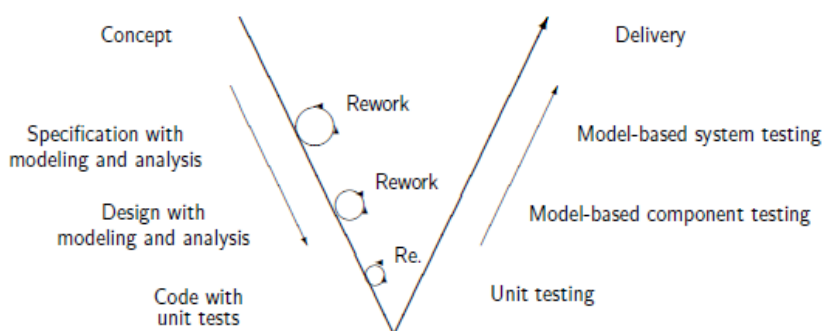 Concept
Delivery
Rework
Specification with
modeling and analysis
Model-based system testing
Rework
Design with
modeling and analysis
Model-based component testing
Re.
Code with
unit tests
Unit testing